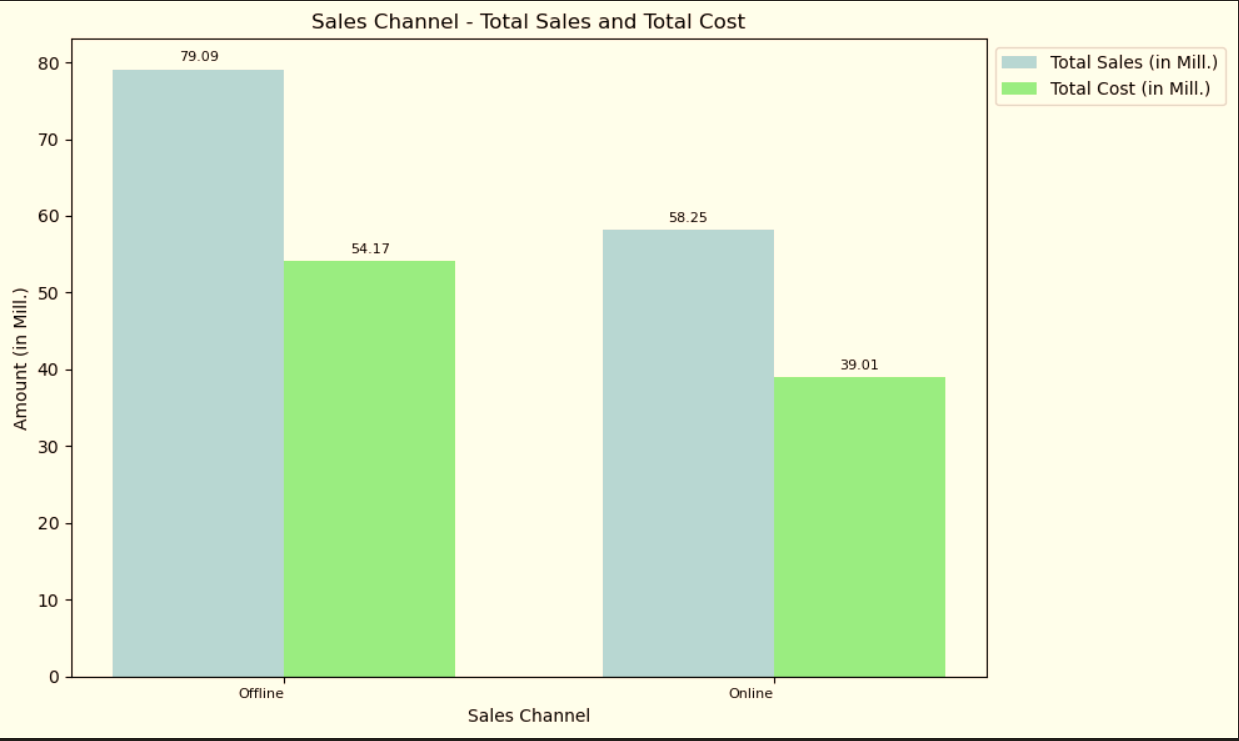 Sales Channel - Total Sales and Total Cost
Total Sales (in Mill.)
Total Cost (in Mill.)
Amount (in Mill.)
80
70
60
50
40
30
20
10
0
79.09
54.17
58.25
39.01
Offline
Online
Sales Channel